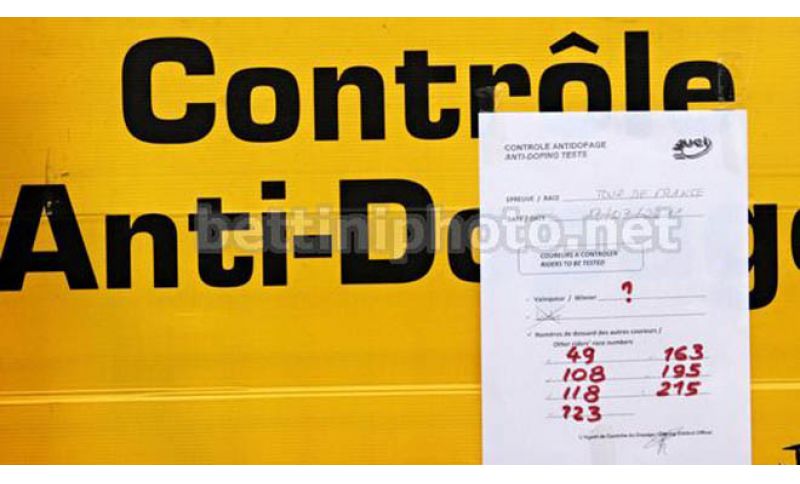 Contrôle
Anti-Do ge
bettiniphoto.net
CONTROLE ANTIDOPAGE
ANTI-DOPING TESTS
EPREUVE / RACE TOUR DE FRANCE
DATE / DATE
COUREURS A CONTROLER
RIDERS TO BE TESTED
Vainqueur / Winner ?
Numéros de dossard des autres coureurs /
Other riders' race numbers
49 163
108 195
118 215
123